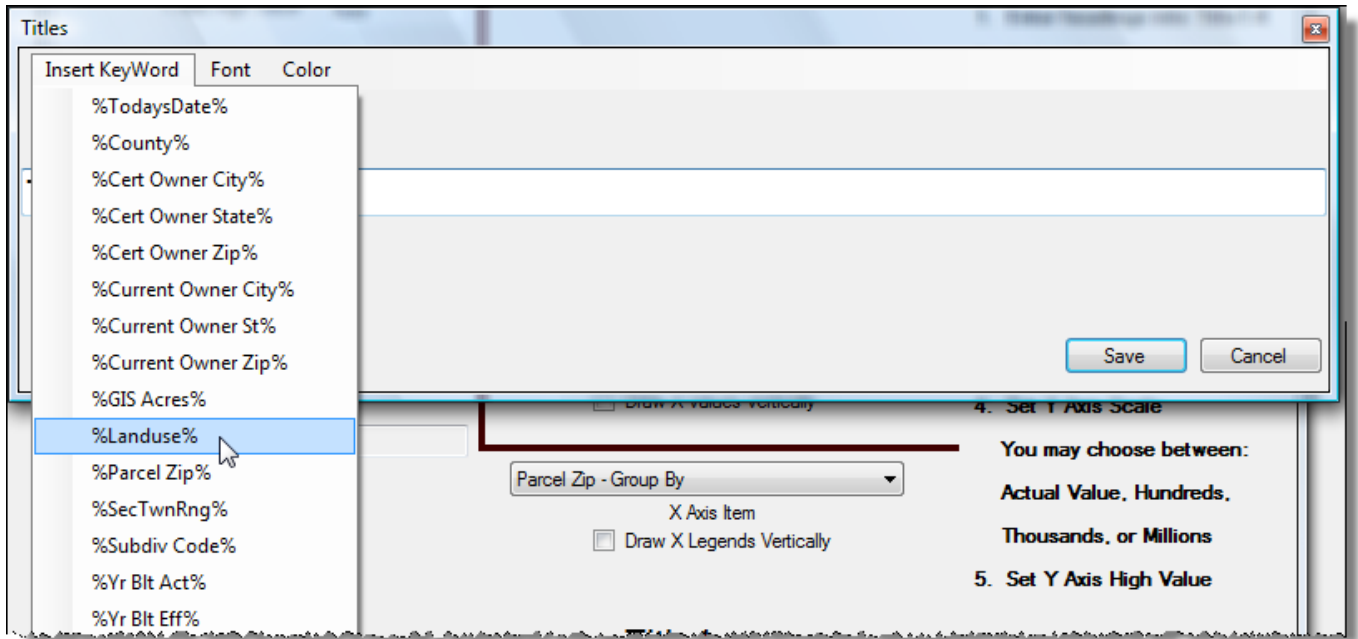 Titles
Insert KeyWord Font Color
%TodaysDate%
%County%
%Cert Owner City%
%Cert Owner State%
%Cert Owner Zip%
%Current Owner City%
%Current Owner St%
%Current Owner Zip%
%GIS Acres%
%Landuse%
%Parcel Zip%
%SecTwnRng%
%Subdiv Code%
%Yr Blt Act%
%Yr Blt Eff%
Save Cancel
Draw X Values Vertically
Parcel Zip - Group By
X Axis Item
Draw X Legends Vertically
4. Set Y Axis Scale
You may choose between:
Actual Value, Hundreds,
Thousands, or Millions
5. Set Y Axis High Value